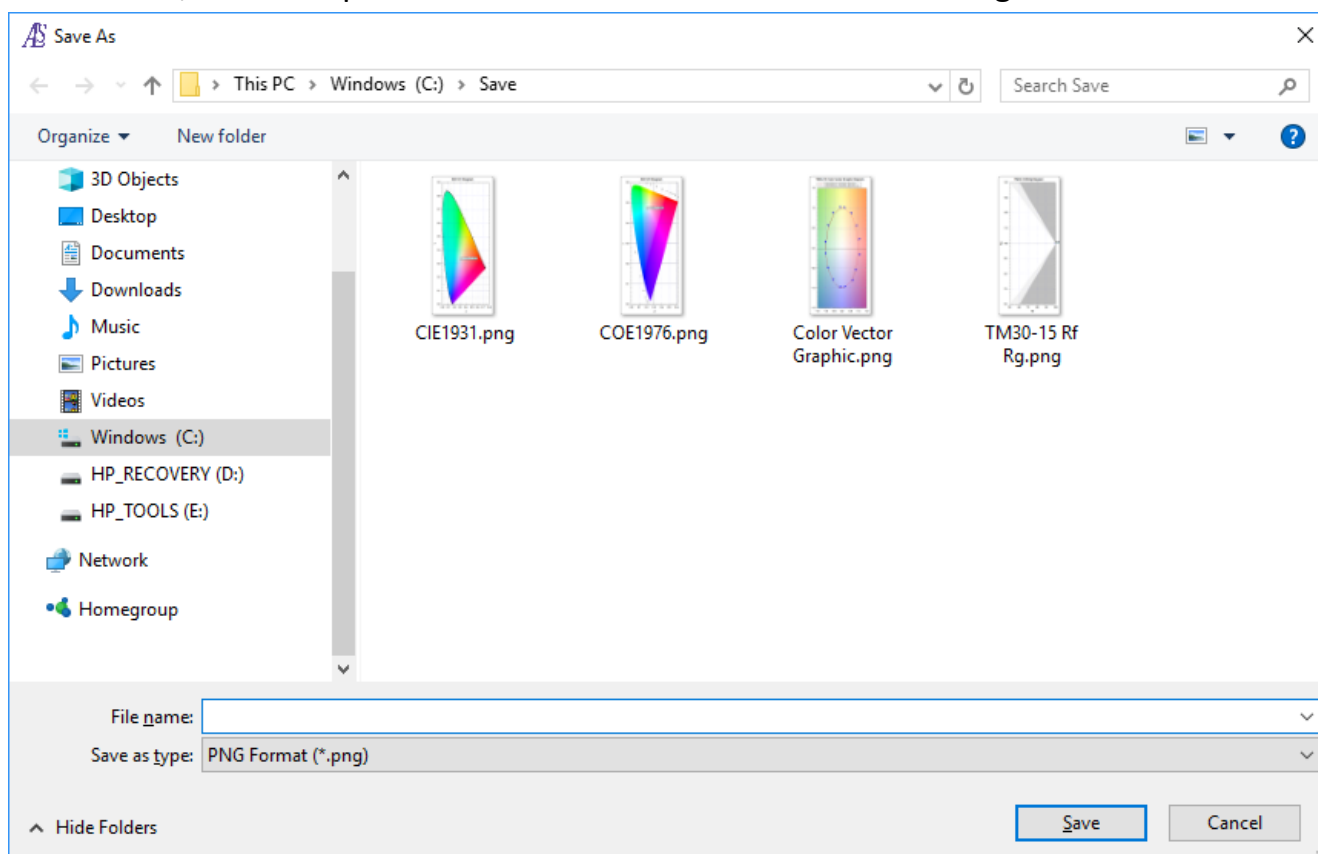 Save As
This PC > Windows (C:) > Save
Search Save
Organize
New folder
3D Objects
Desktop
Documents
Downloads
Music
Pictures
Videos
Windows (C:)
HP_RECOVERY (D:)
HP_TOOLS (E:)
Network
Homegroup
CIE1931.png
COE1976.png
Color Vector
Graphic.png
TM30-15 Rf
Rg.png
File name:
Save as type: PNG Format (*.png)
Hide Folders
Save
Cancel